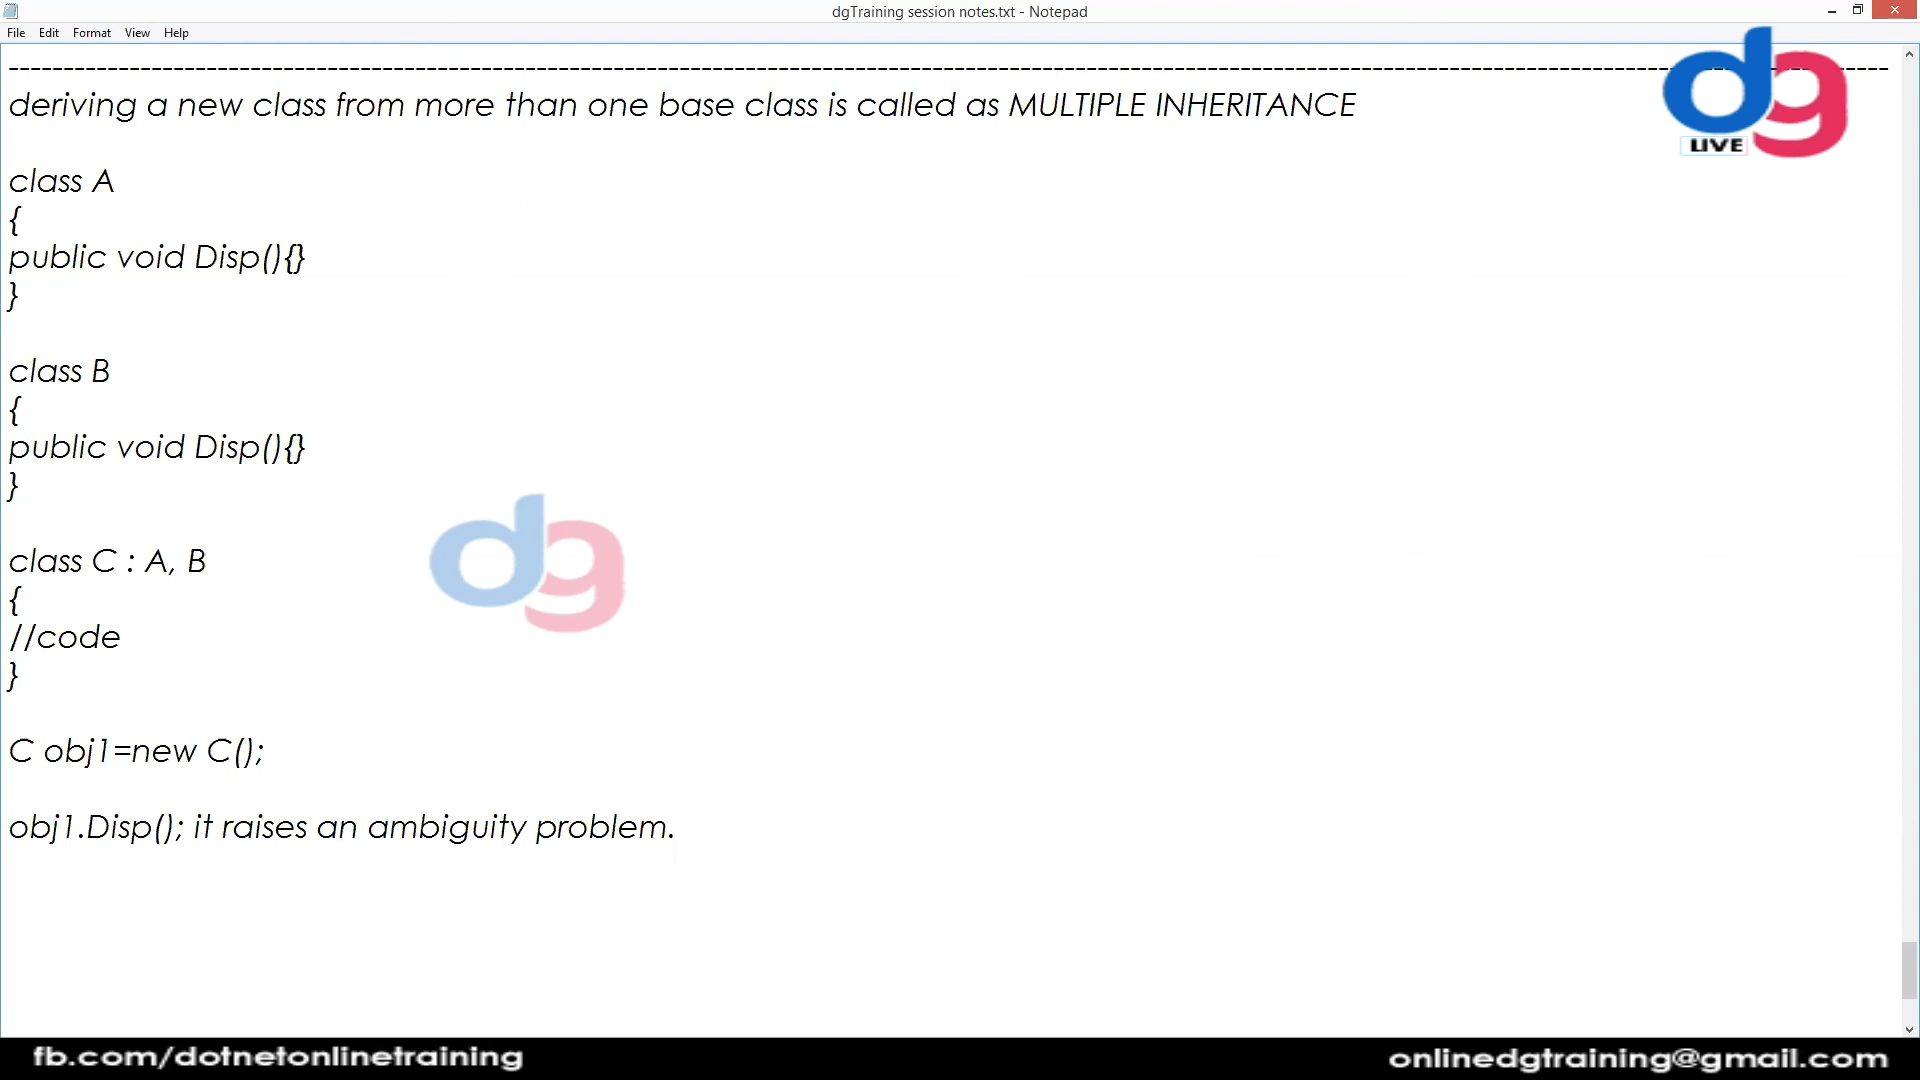 dgTraining session notes.txt - Notepad
File Edit Format View Help
deriving a new class from more than one base class is called as MULTIPLE INHERITANCE
dg
LIVE
class A
{
public void Disp(){}
}
class B
{
public void Disp(){}
}
dg
class C : A, B
{
//code
}
C obj1=new C();
obj1.Disp(); it raises an ambiguity problem.
fb.com/dotnetonlinetraining
onlinedgtraining@gmail.com